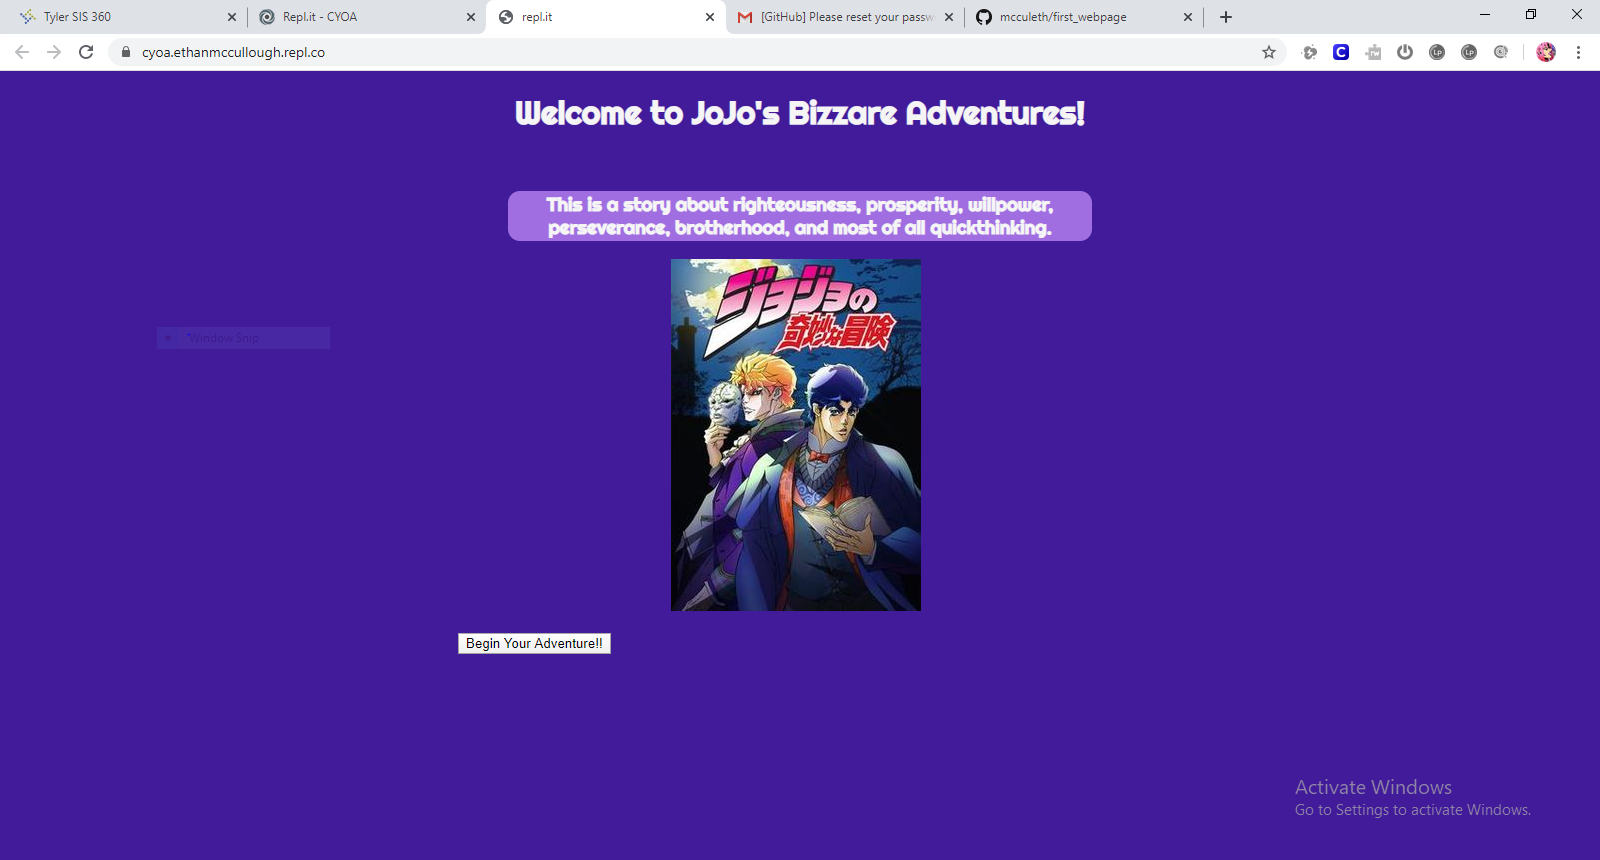 Tyler SIS 360
Repl.it - CYOA
repl.it
[GitHub] Please reset your passw
mcculeth/first_webpage
cyoa.ethanmccullough.repl.co
Welcome to JoJo's Bizzare Adventures!
This is a story about righteousness, prosperity, willpower,
perseverance, brotherhood, and most of all quickthinking.
ジョジョの
奇妙な冒険
Window Snip
Begin Your Adventure!!
Activate Windows
Go to Settings to activate Windows.